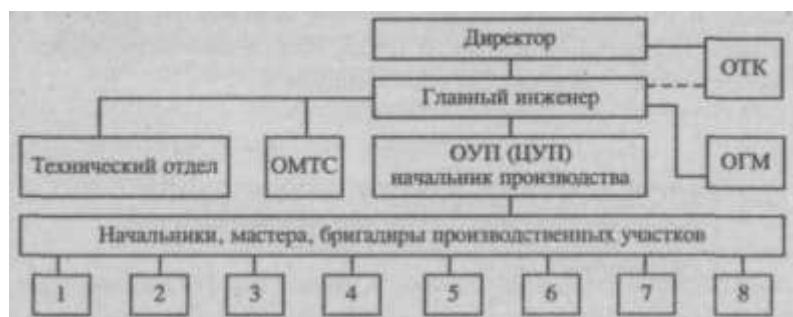 Директор
ОТК
Главный инженер
Технический отдел
ОМТС
ОУП (ЦУП)
начальник производства
ОГМ
Начальники, мастера, бригадиры производственных участков
1 2 3 4 5 6 7 8